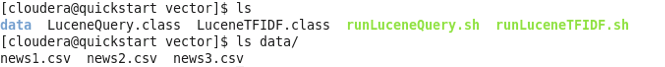 [cloudera@quickstart vector]$ ls
data  LuceneQuery.class  LuceneTFIDF.class  runLuceneQuery.sh  runLuceneTFIDF.sh
[cloudera@quickstart vector]$ ls data/
news1.csv  news2.csv  news3.csv